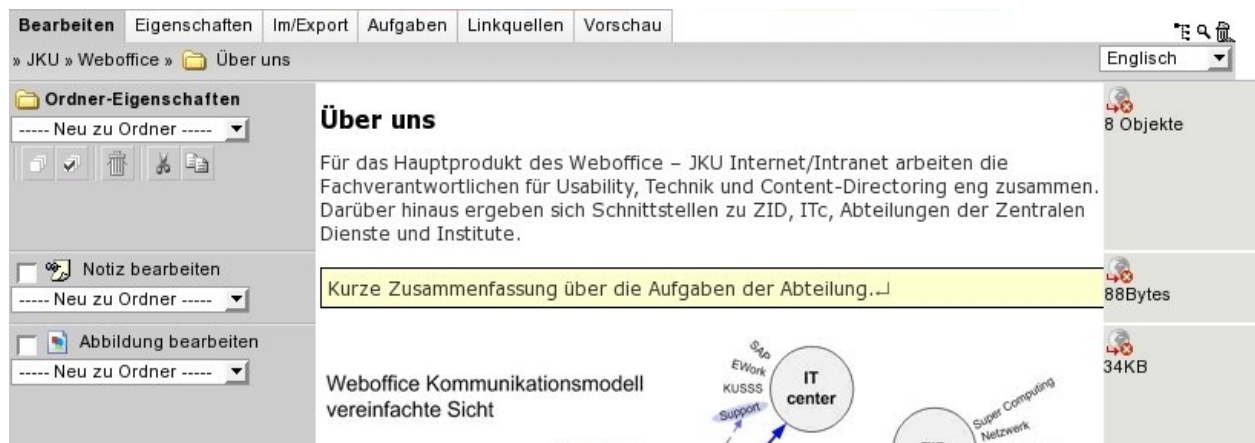 Bearbeiten Eigenschaften Im/Export Aufgaben Linkquellen Vorschau
» JKU » Weboffice » Über uns
Englisch
Ordner-Eigenschaften
----- Neu zu Ordner -----
Über uns
Für das Hauptprodukt des Weboffice – JKU Internet/Intranet arbeiten die
Fachverantwortlichen für Usability, Technik und Content-Directoring eng zusammen.
Darüber hinaus ergeben sich Schnittstellen zu ZID, ITc, Abteilungen der Zentralen
Dienste und Institute.
8 Objekte
Notiz bearbeiten
----- Neu zu Ordner -----
Kurze Zusammenfassung über die Aufgaben der Abteilung.↵
88Bytes
Abbildung bearbeiten
----- Neu zu Ordner -----
Weboffice Kommunikationsmodell
vereinfachte Sicht
SAP
EWork
KUSSS
Support
IT
center
Super Computing
Netzwerk
34KB